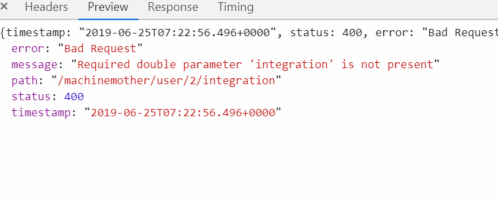 × Headers Preview Response Timing
{timestamp: "2019-06-25T07:22:56.496+0000", status: 400, error: "Bad Request
error: "Bad Request"
message: "Required double parameter 'integration' is not present"
path: "/machinemother/user/2/integration"
status: 400
timestamp: "2019-06-25T07:22:56.496+0000"